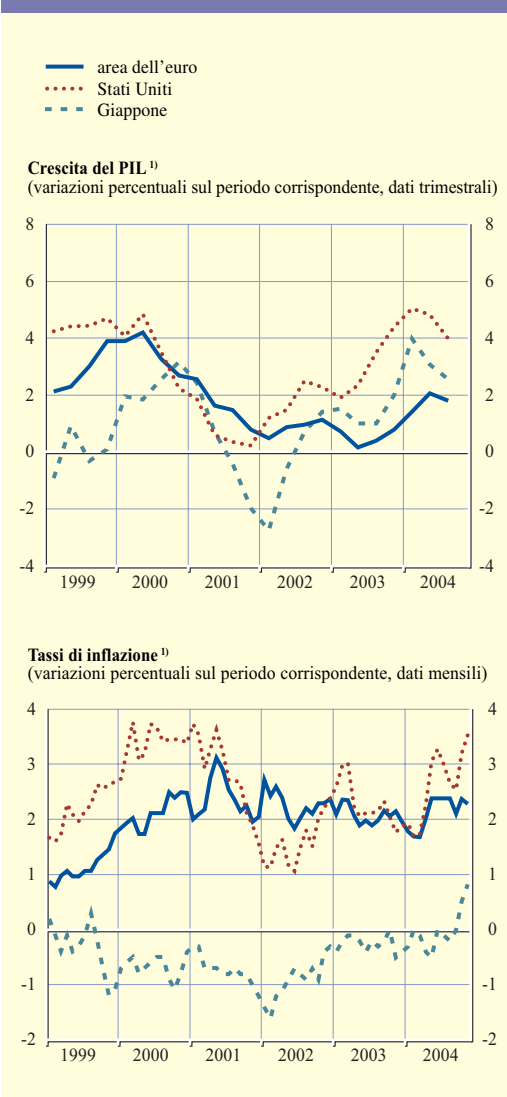 area dell'euro
Stati Uniti
Giappone
Crescita del PIL 1)
(variazioni percentuali sul periodo corrispondente, dati trimestrali)
8 8
6 6
4 4
2 2
0 0
-2 -2
-4 -4
1999 2000 2001 2002 2003 2004
Tassi di inflazione 1)
(variazioni percentuali sul periodo corrispondente, dati mensili)
4 4
3 3
2 2
1 1
0 0
-1 -1
-2 -2
1999 2000 2001 2002 2003 2004